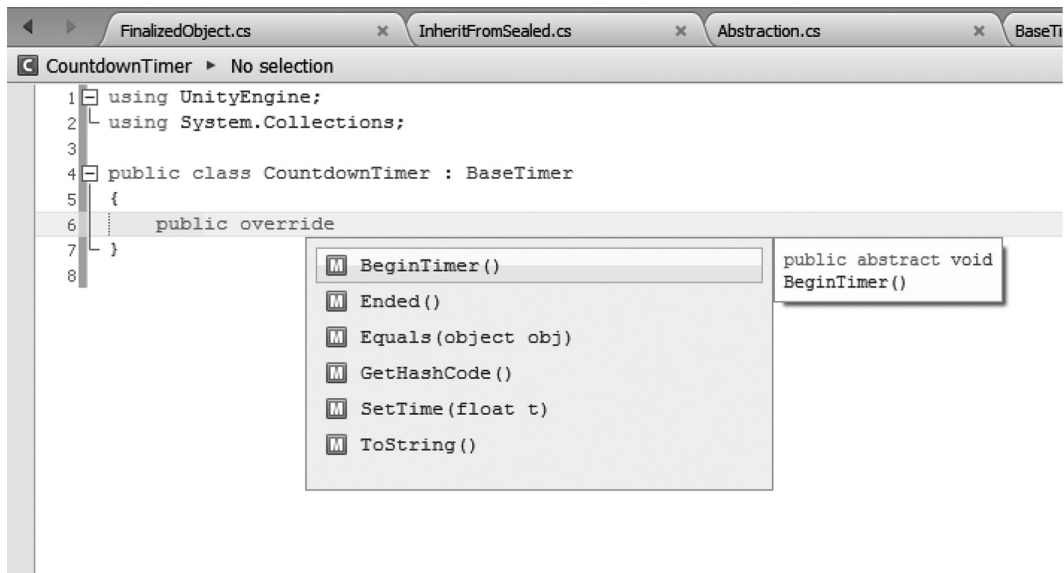 FinalizedObject.cs × InheritFromSealed.cs × Abstraction.cs × BaseTi
C CountdownTimer ▸ No selection
1 using UnityEngine;
2 using System.Collections;
3
4 public class CountdownTimer : BaseTimer
5 {
6 public override
7 }
8
M BeginTimer()
M Ended()
M Equals(object obj)
M GetHashCode()
M SetTime(float t)
M ToString()
public abstract void
BeginTimer()